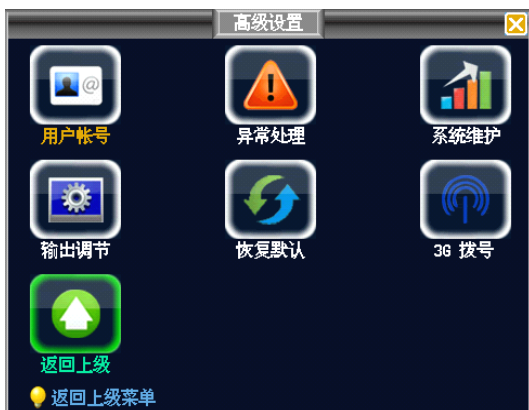 高级设置
@
用户帐号
异常处理
系统维护
输出调节
恢复默认
3G 拨号
返回上级
返回上级菜单